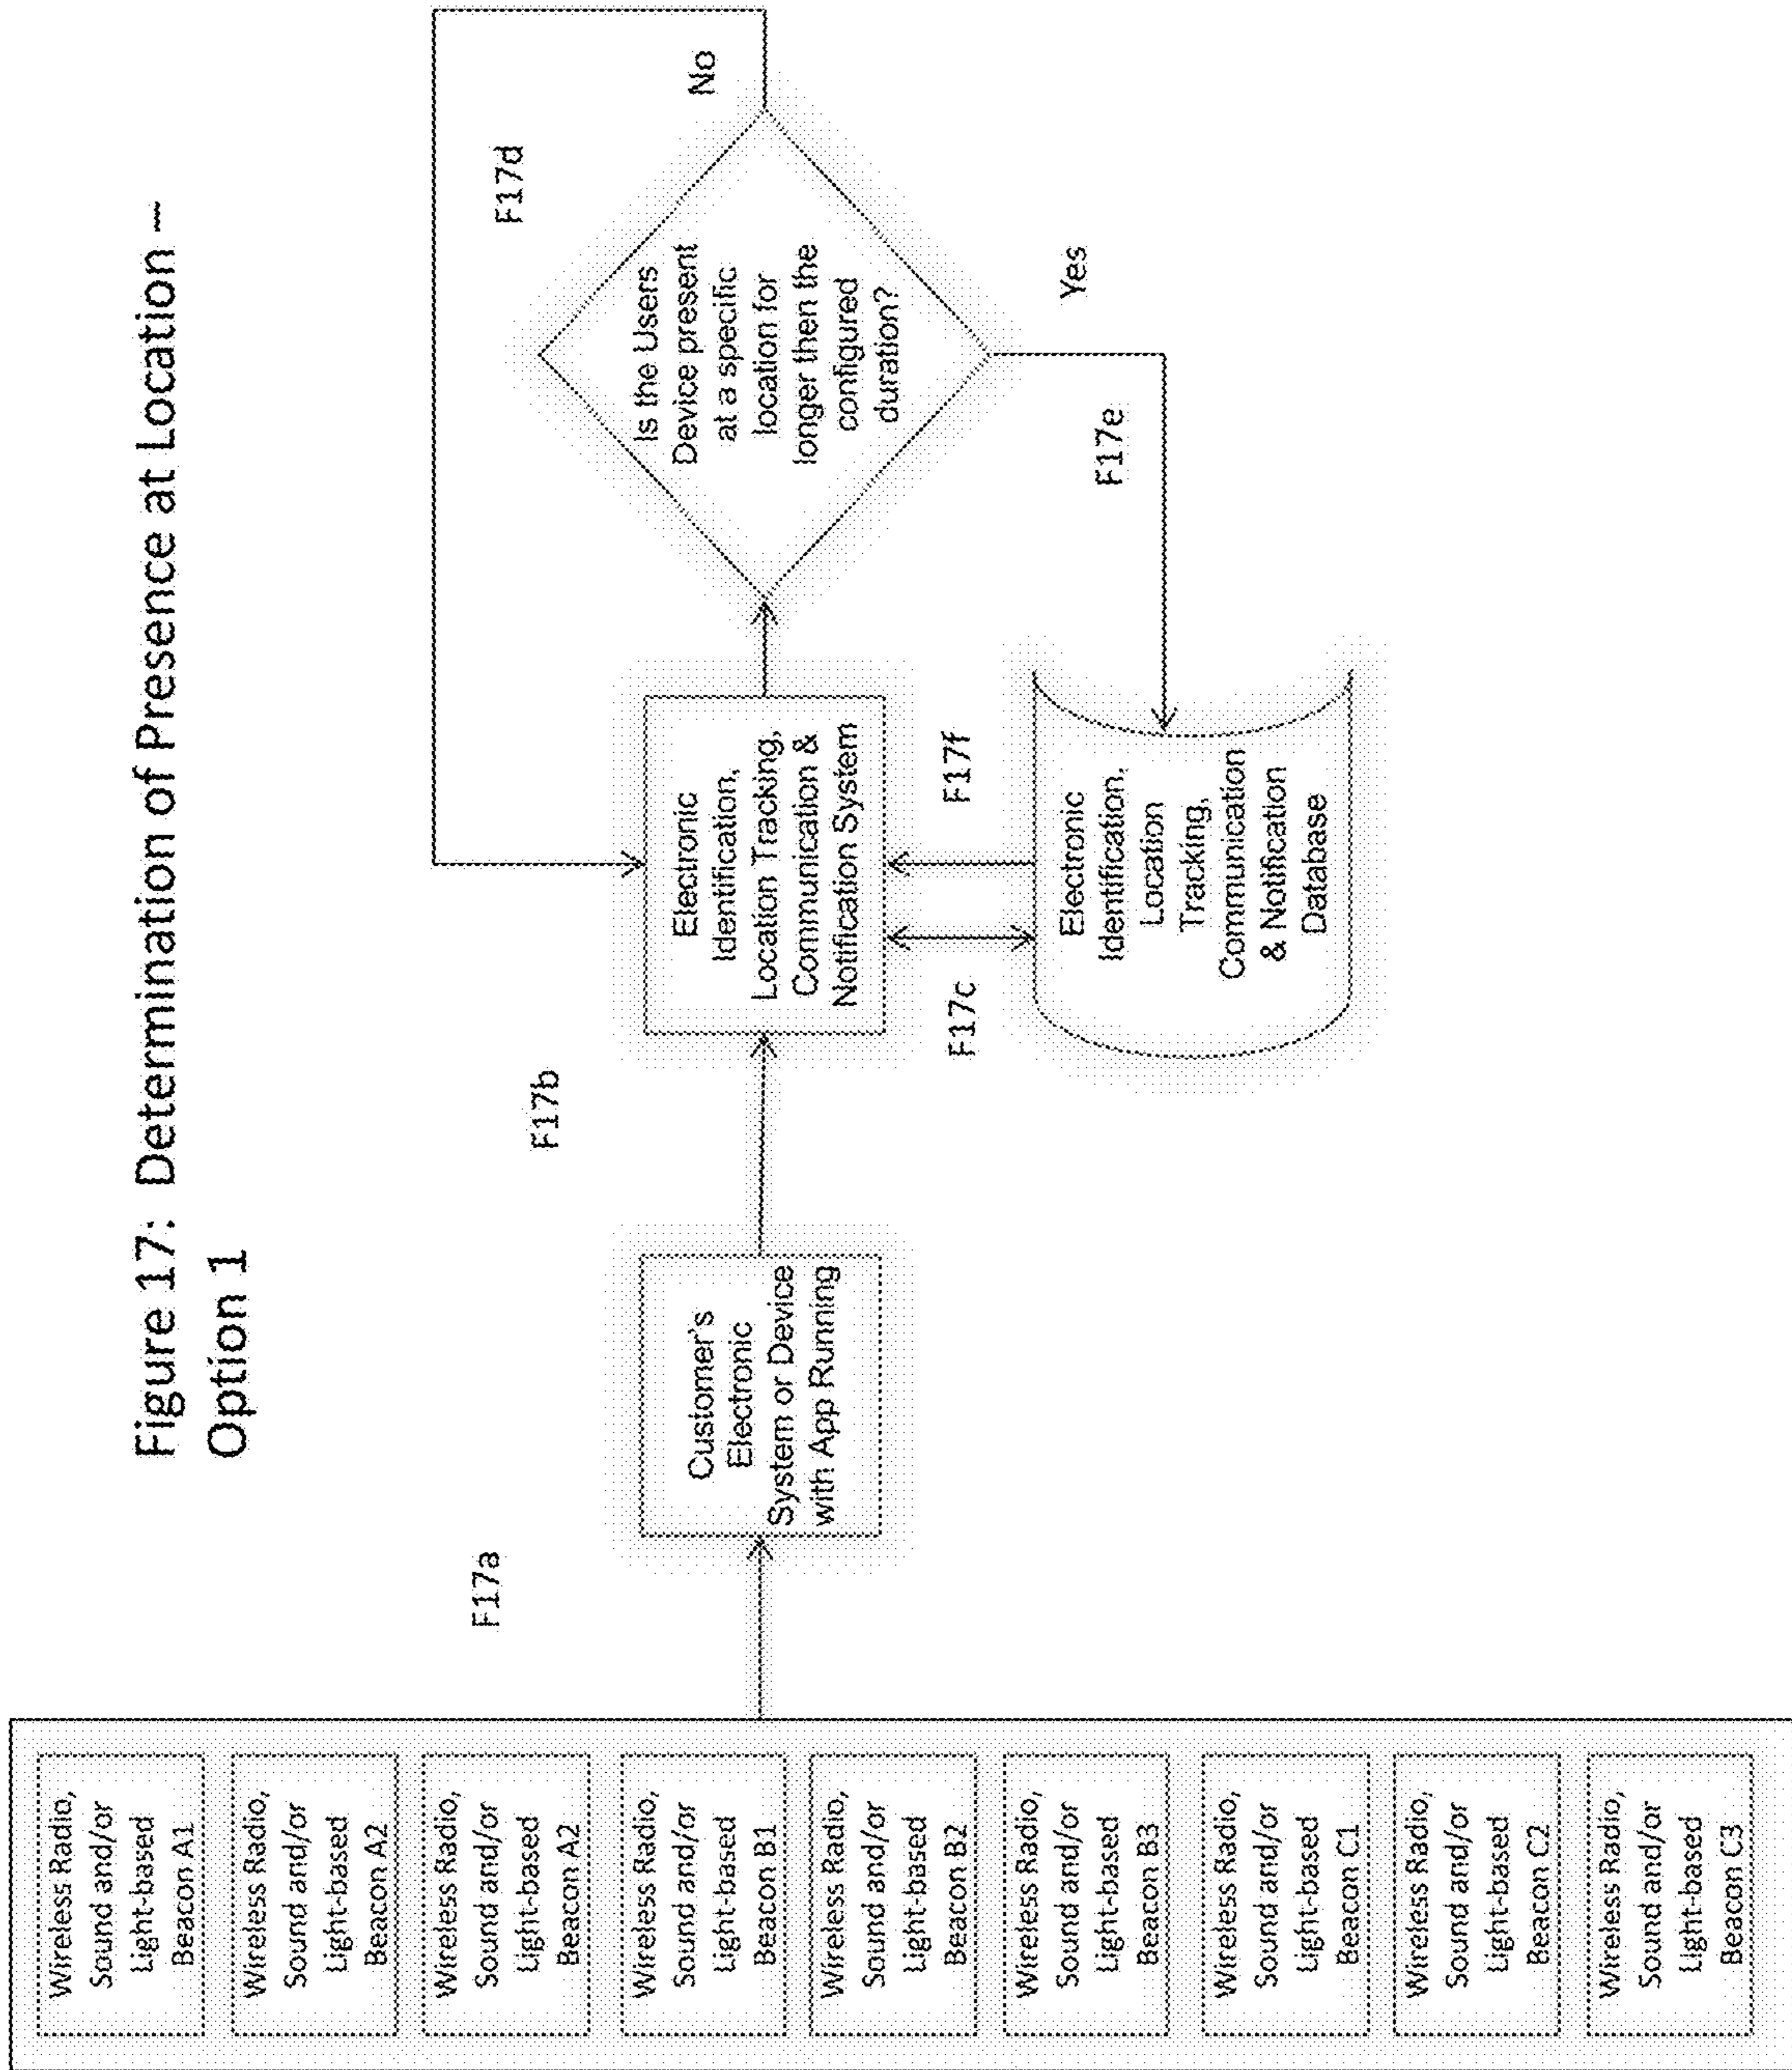 Figure 17: Determination of Presence at Location –
Option 1
Wireless Radio,
Sound and/or
Light-based
Beacon A1
Wireless Radio,
Sound and/or
Light-based
Beacon A2
Wireless Radio,
Sound and/or
Light-based
Beacon A2
Wireless Radio,
Sound and/or
Light-based
Beacon B1
Wireless Radio,
Sound and/or
Light-based
Beacon B2
Wireless Radio,
Sound and/or
Light-based
Beacon B3
Wireless Radio,
Sound and/or
Light-based
Beacon C1
Wireless Radio,
Sound and/or
Light-based
Beacon C2
Wireless Radio,
Sound and/or
Light-based
Beacon C3
F17a
Customer's
Electronic
System or Device
with App Running
F17b
Electronic
Identification,
Location Tracking,
Communication &
Notification System
F17d
Is the Users
Device present
at a specific
location for
longer then the
configured
duration?
No
Yes
F17c
F17f
F17e
Electronic
Identification,
Location
Tracking,
Communication
& Notification
Database